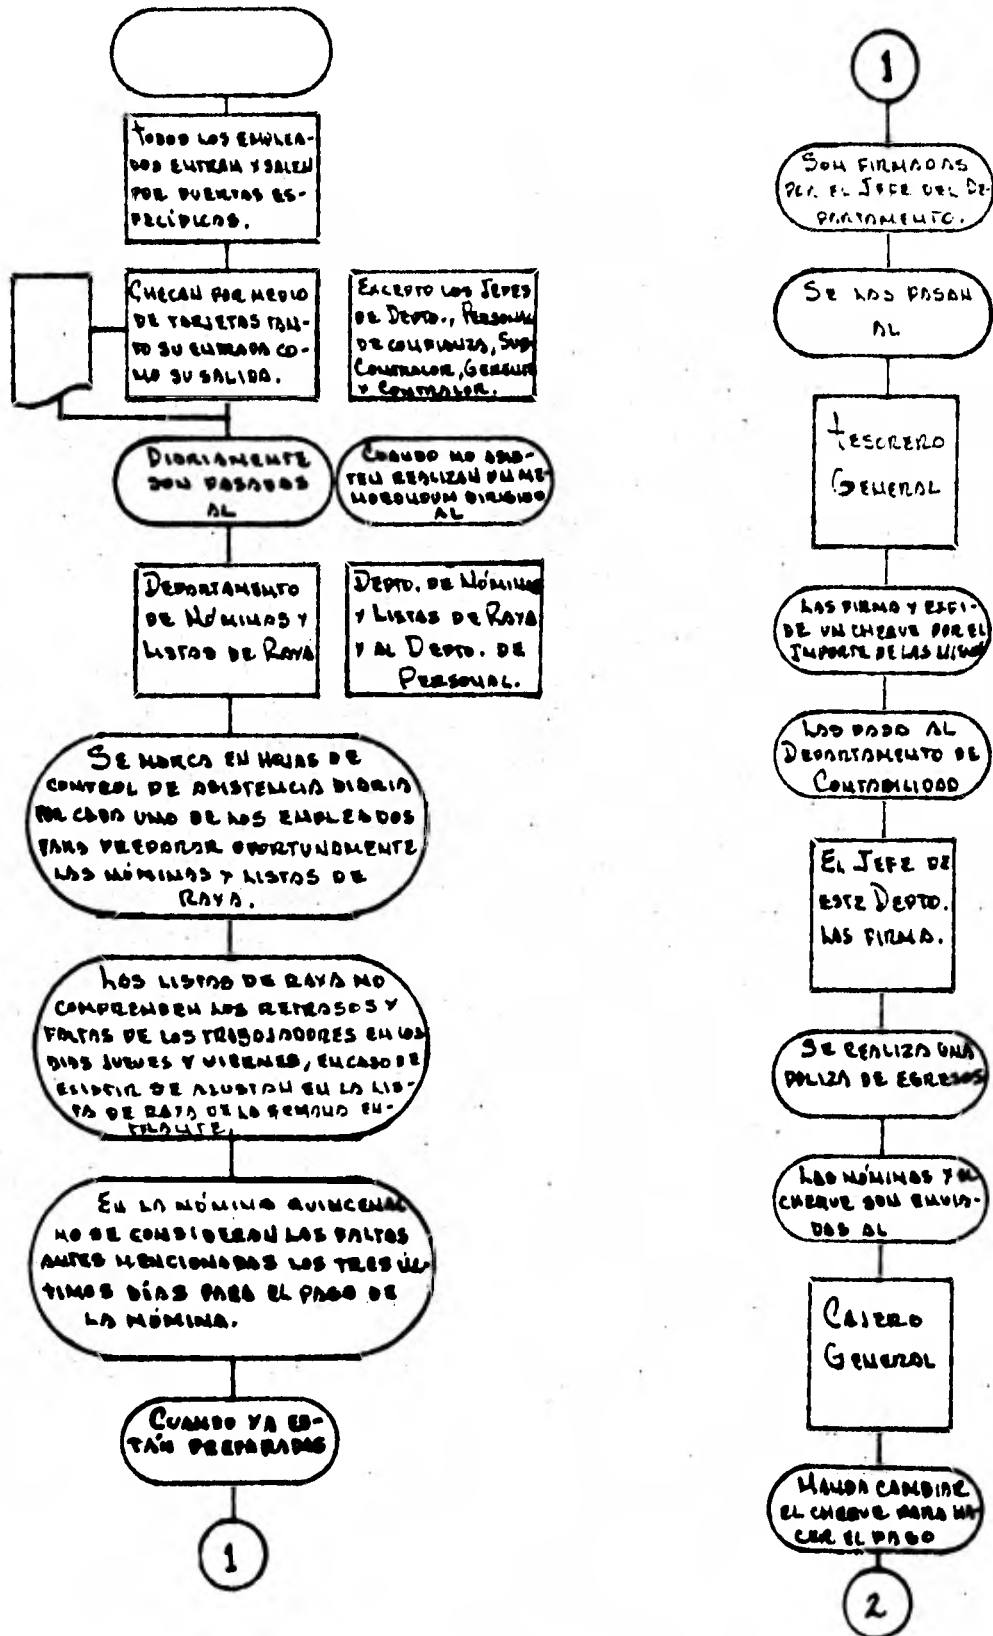 TODOS LOS EMPLEA-
DOS ENTRAN Y SALEN
POR PUERTAS ES-
PECÍFICAS.
CHECAN POR MEDIO
DE TARJETAS TAN-
TO SU ENTRADA CO-
MO SU SALIDA.
EXCEPTO LOS JEFES
DE DEPTO., PERSONAL
DE CONFIANZA, SUB-
CONTRALOR, GERENTE
Y CONTRALOR.
DIARIAMENTE
SON PASADAS
AL
CUANDO NO ASIS-
TEN REALIZAN UN ME-
MORÁNDUM DIRIGIDO
AL
DEPARTAMENTO
DE NÓMINAS Y
LISTAS DE RAYA
DEPTO. DE NÓMINAS
Y LISTAS DE RAYA
Y AL DEPTO. DE
PERSONAL.
SE MARCA EN HOJAS DE
CONTROL DE ASISTENCIA DIARIA
POR CADA UNO DE LOS EMPLEADOS
PARA PREPARAR OPORTUNAMENTE
LAS NÓMINAS Y LISTAS DE
RAYA.
LAS LISTAS DE RAYA NO
COMPRENDEN LOS RETRASOS Y
FALTAS DE LOS TRABAJADORES EN LOS
DIAS JUEVES Y VIERNES, EN CASO DE
EXISTIR SE AJUSTAN EN LA LIS-
TA DE RAYA DE LA SEMANA EN-
TRANTE.
EN LA NÓMINA QUINCENAL
NO SE CONSIDERAN LAS FALTAS
ANTES MENCIONADAS LOS TRES ÚL-
TIMOS DÍAS PARA EL PAGO DE
LA NÓMINA.
CUANDO YA ES-
TÁN PREPARADAS
1
1
SON FIRMADAS
POR EL JEFE DEL DE-
PARTAMENTO.
SE LAS PASAN
AL
TESORERO
GENERAL
LAS FIRMA Y EXPI-
DE UN CHEQUE POR EL
IMPORTE DE LAS MISMAS
LAS PASA AL
DEPARTAMENTO DE
CONTABILIDAD
EL JEFE DE
ESTE DEPTO.
LAS FIRMA.
SE REALIZA UNA
POLIZA DE EGRESOS
LAS NÓMINAS Y EL
CHEQUE SON ENVIA-
DAS AL
CAJERO
GENERAL
MANDA CAMBIAR
EL CHEQUE PARA HA-
CER EL PAGO
2